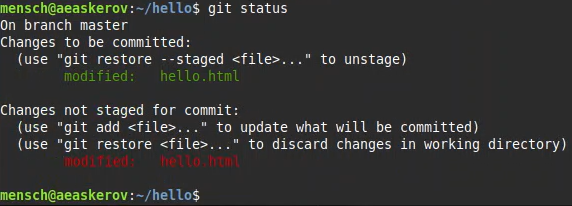 mensch@aeaskerov:~/hello$ git status
On branch master
Changes to be committed:
  (use "git restore --staged <file>..." to unstage)
        modified:   hello.html

Changes not staged for commit:
  (use "git add <file>..." to update what will be committed)
  (use "git restore <file>..." to discard changes in working directory)
        modified:   hello.html

mensch@aeaskerov:~/hello$